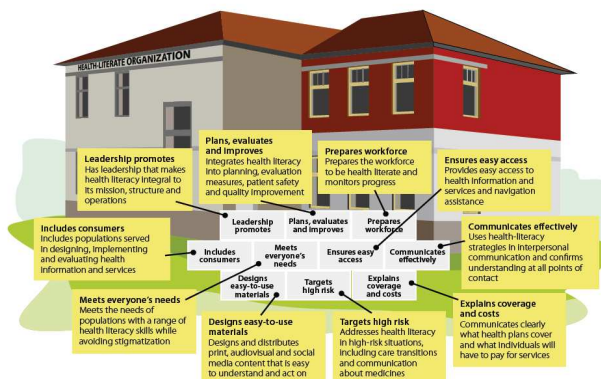 HEALTH-LITERATE ORGANIZATION
Leadership promotes
Has leadership that makes
health literacy integral to
its mission, structure and
operations
Plans, evaluates
and improves
Integrates health literacy
into planning, evaluation
measures, patient safety
and quality improvement
Prepares workforce
Prepares the workforce
to be health literate and
monitors progress
Ensures easy access
Provides easy access to
health information and
services and navigation
assistance
Includes consumers
Includes populations served
in designing, implementing
and evaluating health
information and services
Leadership
promotes
Plans, evaluates
and improves
Prepares
workforce
Includes
consumers
Meets
everyone's
needs
Ensures easy
access
Communicates
effectively
Designs
easy-to-use
materials
Targets
high risk
Explains
coverage
and costs
Communicates effectively
Uses health-literacy
strategies in interpersonal
communication and confirms
understanding at all points of
contact
Meets everyone's needs
Meets the needs of
populations with a range of
health literacy skills while
avoiding stigmatization
Designs easy-to-use
materials
Designs and distributes
print, audiovisual and social
media content that is easy
to understand and act on
Targets high risk
Addresses health literacy
in high-risk situations,
including care transitions
and communication
about medicines
Explains coverage
and costs
Communicates clearly
what health plans cover
and what individuals will
have to pay for services